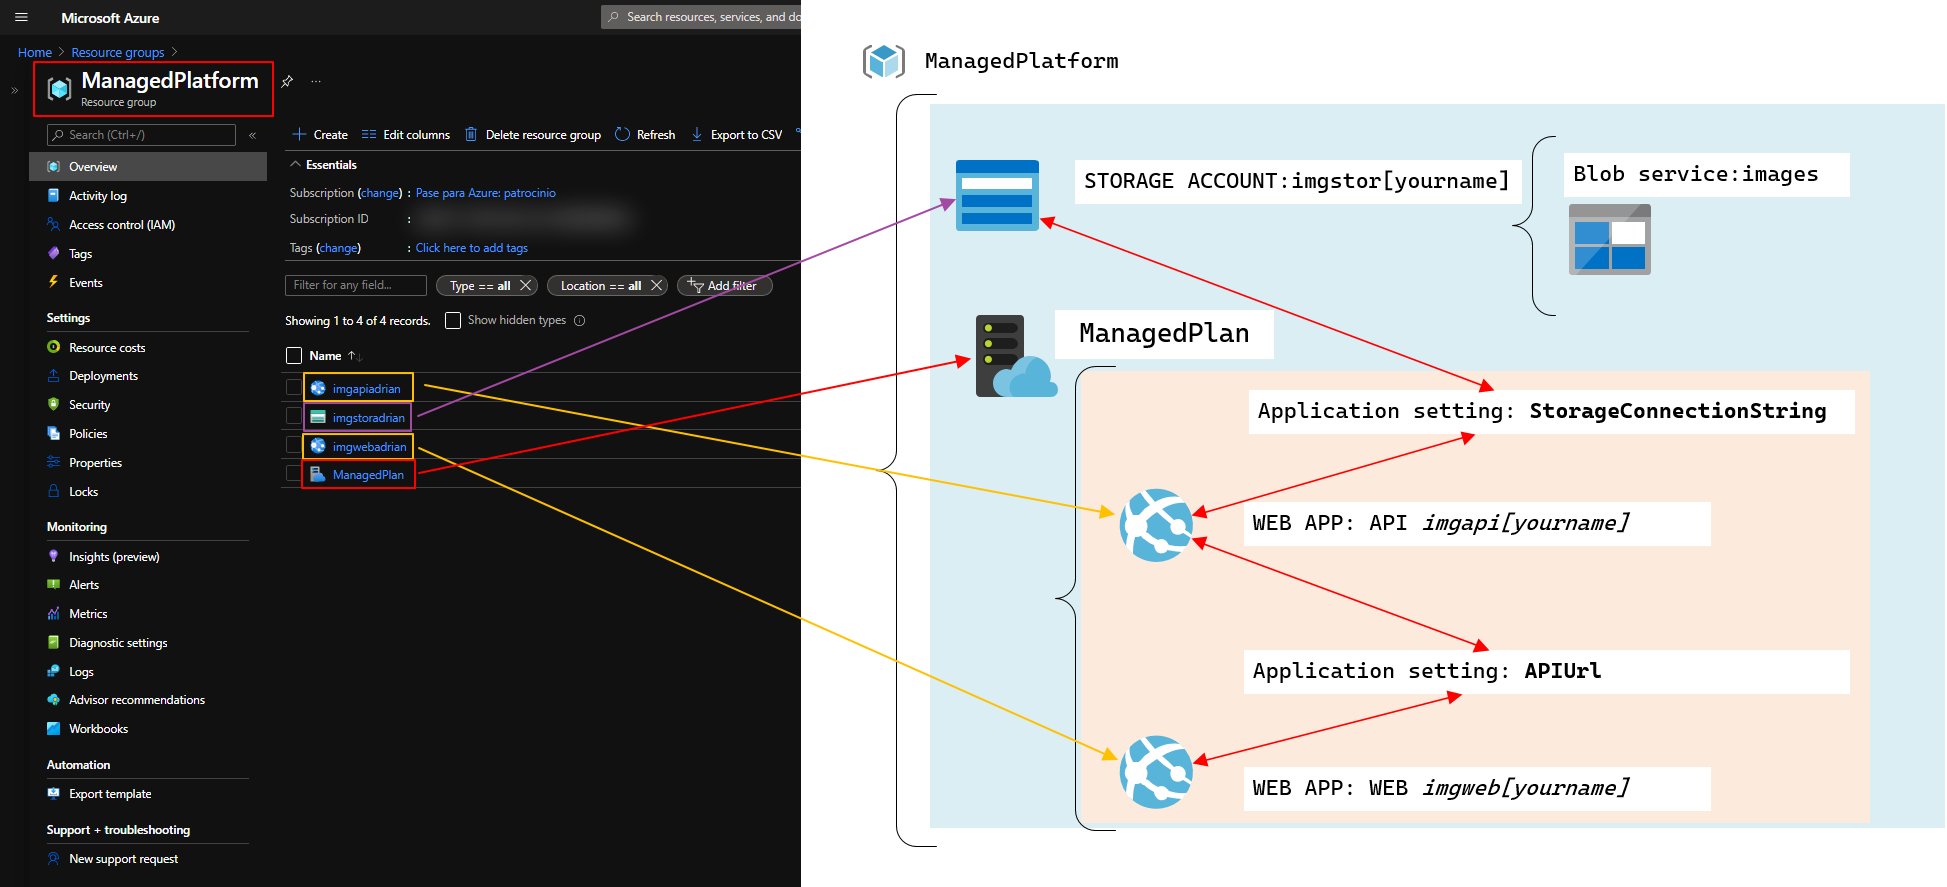 Microsoft Azure
Search resources, services, and do
Home > Resource groups >
ManagedPlatform
Resource group
Search (Ctrl+/)
Overview
Activity log
Access control (IAM)
Tags
Events
Settings
Resource costs
Deployments
Security
Policies
Properties
Locks
Monitoring
Insights (preview)
Alerts
Metrics
Diagnostic settings
Logs
Advisor recommendations
Workbooks
Automation
Export template
Support + troubleshooting
New support request
Create Edit columns Delete resource group Refresh Export to CSV
Essentials
Subscription (change) : Pase para Azure: patrocinio
Subscription ID :
Tags (change) : Click here to add tags
Filter for any field... Type == all Location == all Add filter
Showing 1 to 4 of 4 records. Show hidden types
Name
imgapiadrian
imgstoradrian
imgwebadrian
ManagedPlan
ManagedPlatform
STORAGE ACCOUNT:imgstor[yourname]
Blob service:images
ManagedPlan
Application setting: StorageConnectionString
WEB APP: API imgapi[yourname]
Application setting: APIUrl
WEB APP: WEB imgweb[yourname]